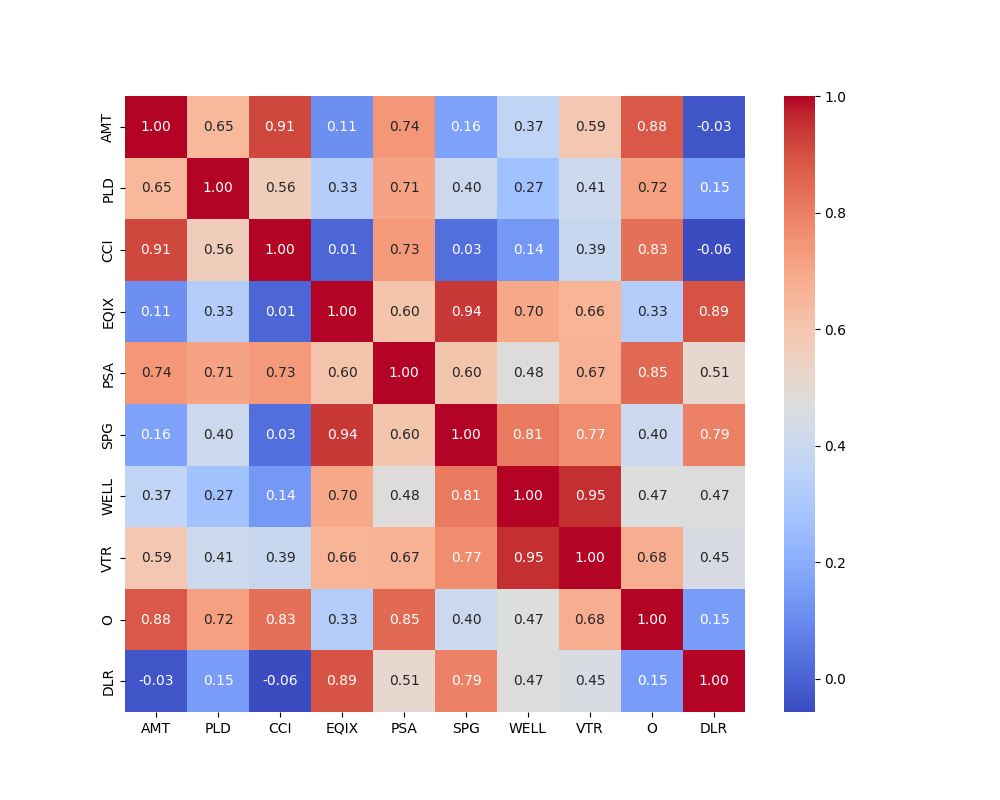 AMT 1.00 0.65 0.91 0.11 0.74 0.16 0.37 0.59 0.88 -0.03
PLD 0.65 1.00 0.56 0.33 0.71 0.40 0.27 0.41 0.72 0.15
CCI 0.91 0.56 1.00 0.01 0.73 0.03 0.14 0.39 0.83 -0.06
EQIX 0.11 0.33 0.01 1.00 0.60 0.94 0.70 0.66 0.33 0.89
PSA 0.74 0.71 0.73 0.60 1.00 0.60 0.48 0.67 0.85 0.51
SPG 0.16 0.40 0.03 0.94 0.60 1.00 0.81 0.77 0.40 0.79
WELL 0.37 0.27 0.14 0.70 0.48 0.81 1.00 0.95 0.47 0.47
VTR 0.59 0.41 0.39 0.66 0.67 0.77 0.95 1.00 0.68 0.45
O 0.88 0.72 0.83 0.33 0.85 0.40 0.47 0.68 1.00 0.15
DLR -0.03 0.15 -0.06 0.89 0.51 0.79 0.47 0.45 0.15 1.00
AMT PLD CCI EQIX PSA SPG WELL VTR O DLR
1.0
0.8
0.6
0.4
0.2
0.0